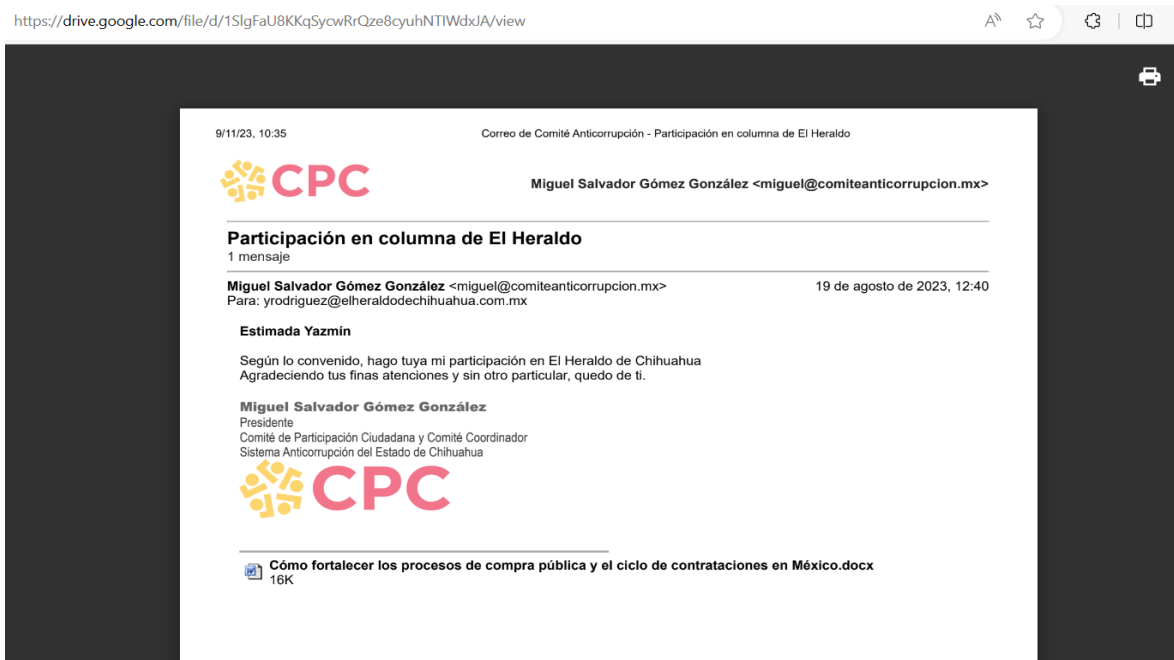 https://drive.google.com/file/d/1SlgFaU8KKqSycwRrQze8cyuhNTIWdxJA/view
9/11/23, 10:35
Correo de Comité Anticorrupción - Participación en columna de El Heraldo
CPC
Miguel Salvador Gómez González <miguel@comiteanticorrupcion.mx>
Participación en columna de El Heraldo
1 mensaje
Miguel Salvador Gómez González <miguel@comiteanticorrupcion.mx>
19 de agosto de 2023, 12:40
Para: yrodriguez@elheraldodechihuahua.com.mx
Estimada Yazmín
Según lo convenido, hago tuya mi participación en El Heraldo de Chihuahua
Agradeciendo tus finas atenciones y sin otro particular, quedo de ti.
Miguel Salvador Gómez González
Presidente
Comité de Participación Ciudadana y Comité Coordinador
Sistema Anticorrupción del Estado de Chihuahua
CPC
Cómo fortalecer los procesos de compra pública y el ciclo de contrataciones en México.docx
16K